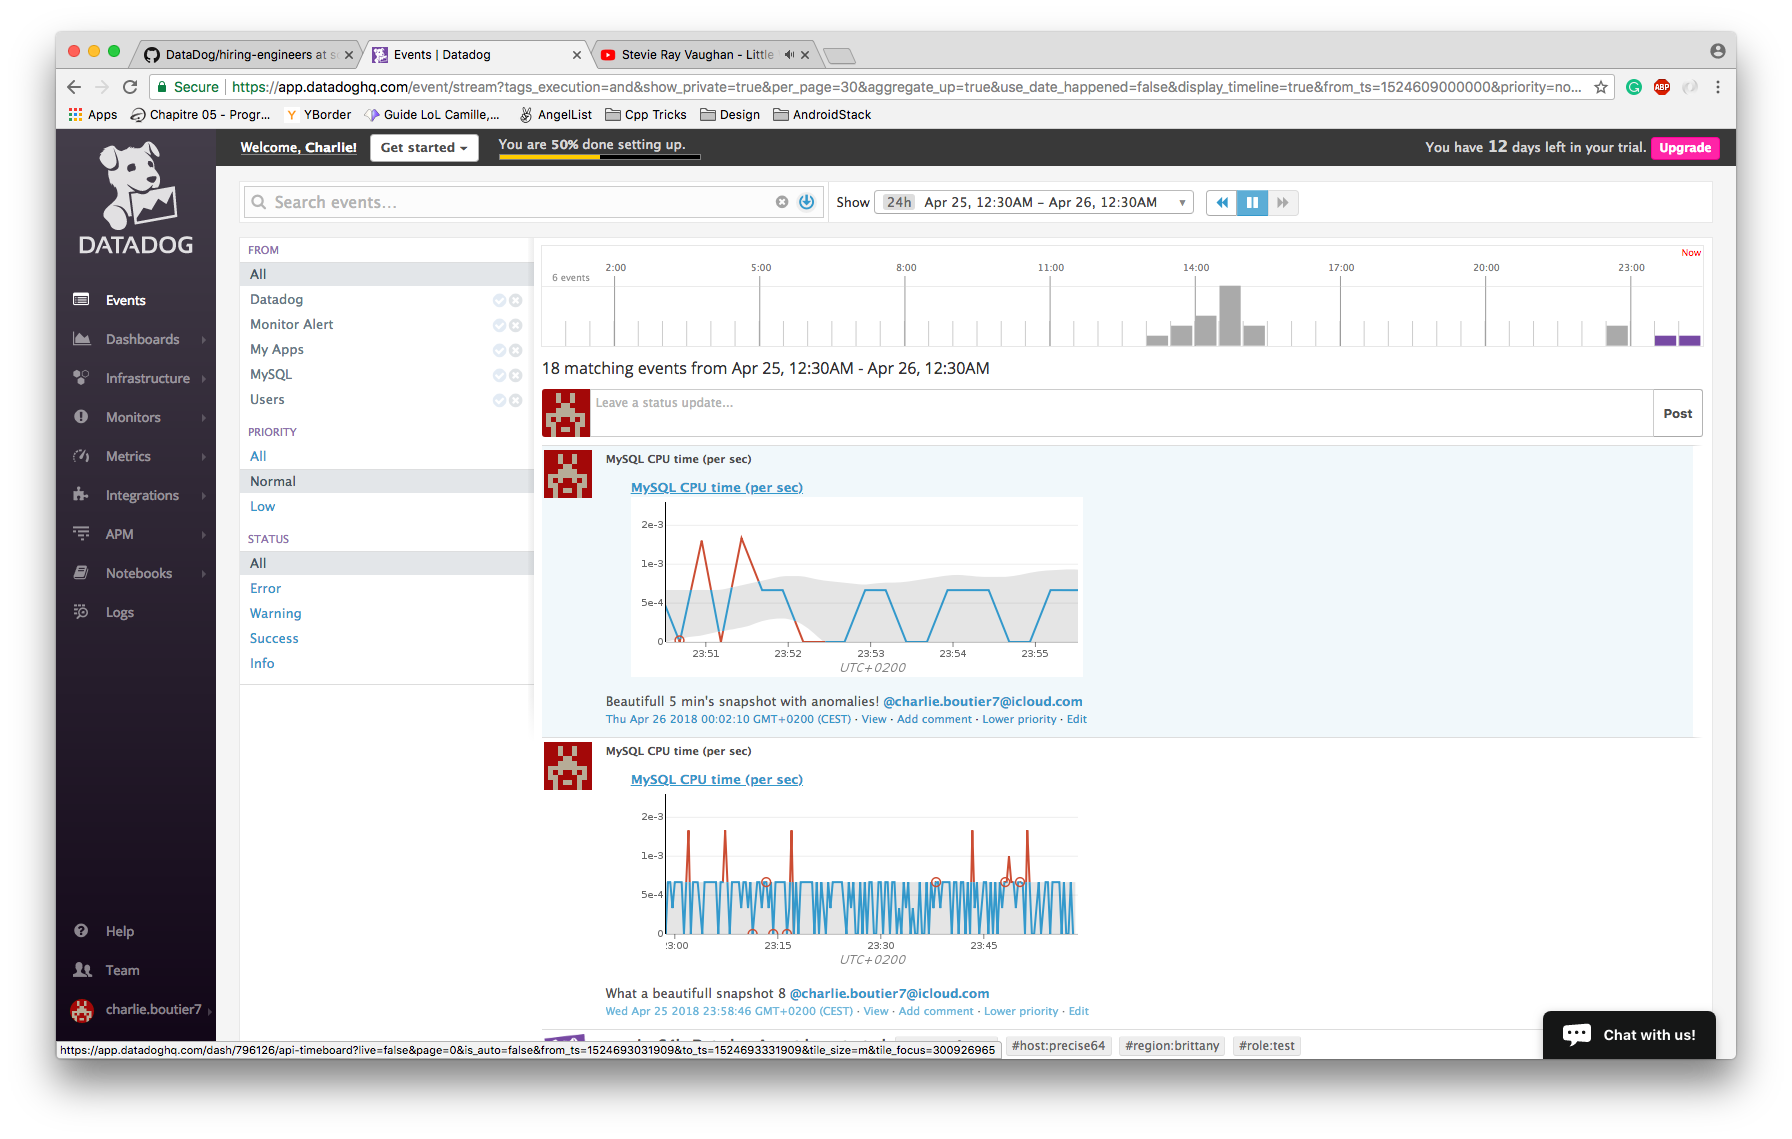 DataDog/hiring-engineers at s
Events | Datadog
Stevie Ray Vaughan - Little
Secure | https://app.datadoghq.com/event/stream?tags_execution=and&show_private=true&per_page=30&aggregate_up=true&use_date_happened=false&display_timeline=true&from_ts=1524609000000&priority=no...
ABP
Apps
Chapitre 05 - Progr...
YBorder
Guide LoL Camille,...
AngelList
Cpp Tricks
Design
AndroidStack
DATADOG
Welcome, Charlie!
Get started
You are 50% done setting up.
You have 12 days left in your trial.
Upgrade
Search events...
Show
24h Apr 25, 12:30AM – Apr 26, 12:30AM
Events
Dashboards
Infrastructure
Monitors
Metrics
Integrations
APM
Notebooks
Logs
Help
Team
charlie.boutier7
FROM
All
Datadog
Monitor Alert
My Apps
MySQL
Users
PRIORITY
All
Normal
Low
STATUS
All
Error
Warning
Success
Info
Now
2:00 5:00 8:00 11:00 14:00 17:00 20:00 23:00
6 events
18 matching events from Apr 25, 12:30AM - Apr 26, 12:30AM
Leave a status update...
Post
MySQL CPU time (per sec)
MySQL CPU time (per sec)
2e-3
1e-3
5e-4
0
23:51 23:52 23:53 23:54 23:55
UTC+0200
Beautifull 5 min's snapshot with anomalies! @charlie.boutier7@icloud.com
Thu Apr 26 2018 00:02:10 GMT+0200 (CEST) · View · Add comment · Lower priority · Edit
MySQL CPU time (per sec)
MySQL CPU time (per sec)
2e-3
1e-3
5e-4
0
3:00 23:15 23:30 23:45
UTC+0200
What a beautifull snapshot 8 @charlie.boutier7@icloud.com
Wed Apr 25 2018 23:58:46 GMT+0200 (CEST) · View · Add comment · Lower priority · Edit
#host:precise64 #region:brittany #role:test
https://app.datadoghq.com/dash/796126/api-timeboard?live=false&page=0&is_auto=false&from_ts=1524693031909&to_ts=1524693331909&tile_size=m&tile_focus=300926965
Chat with us!